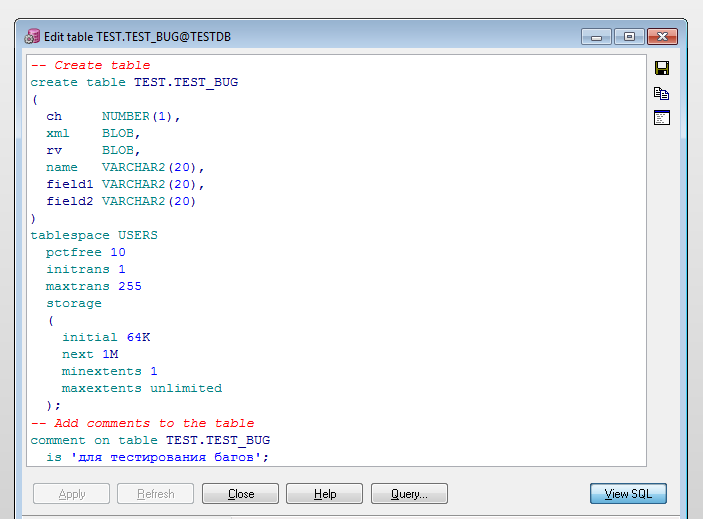 Edit table TEST.TEST_BUG@TESTDB
-- Create table
create table TEST.TEST_BUG
(
  ch     NUMBER(1),
  xml    BLOB,
  rv     BLOB,
  name   VARCHAR2(20),
  field1 VARCHAR2(20),
  field2 VARCHAR2(20)
)
tablespace USERS
  pctfree 10
  initrans 1
  maxtrans 255
  storage
  (
    initial 64K
    next 1M
    minextents 1
    maxextents unlimited
  );
-- Add comments to the table
comment on table TEST.TEST_BUG
  is 'для тестирования багов';
Apply Refresh Close Help Query... View SQL